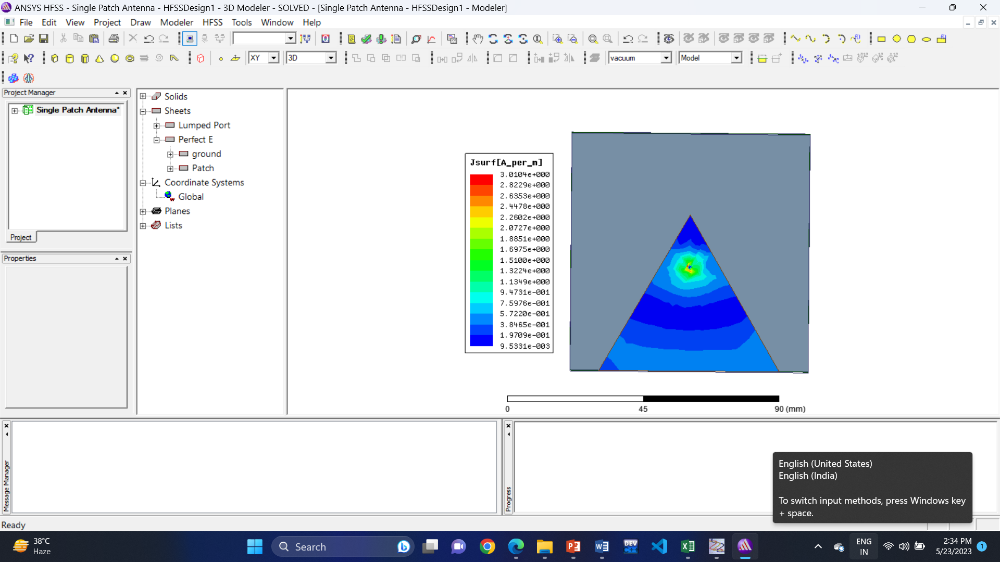 ANSYS HFSS - Single Patch Antenna - HFSSDesign1 - 3D Modeler - SOLVED - [Single Patch Antenna - HFSSDesign1 - Modeler]
File Edit View Project Draw Modeler HFSS Tools Window Help
XY 3D vacuum Model
Project Manager
Single Patch Antenna*
Project
Properties
Solids
Sheets
Lumped Port
Perfect E
ground
Patch
Coordinate Systems
Global
Planes
Lists
Jsurf[A_per_m]
3.0104e+000
2.8229e+000
2.6353e+000
2.4478e+000
2.2602e+000
2.0727e+000
1.8851e+000
1.6975e+000
1.5100e+000
1.3224e+000
1.1349e+000
9.4731e-001
7.5976e-001
5.7220e-001
3.8465e-001
1.9709e-001
9.5331e-003
0 45 90 (mm)
Message Manager
Progress
English (United States)
English (India)
To switch input methods, press Windows key
+ space.
Ready
38°C
Haze
Search
DEV
ENG
IN
2:34 PM
5/23/2023
1